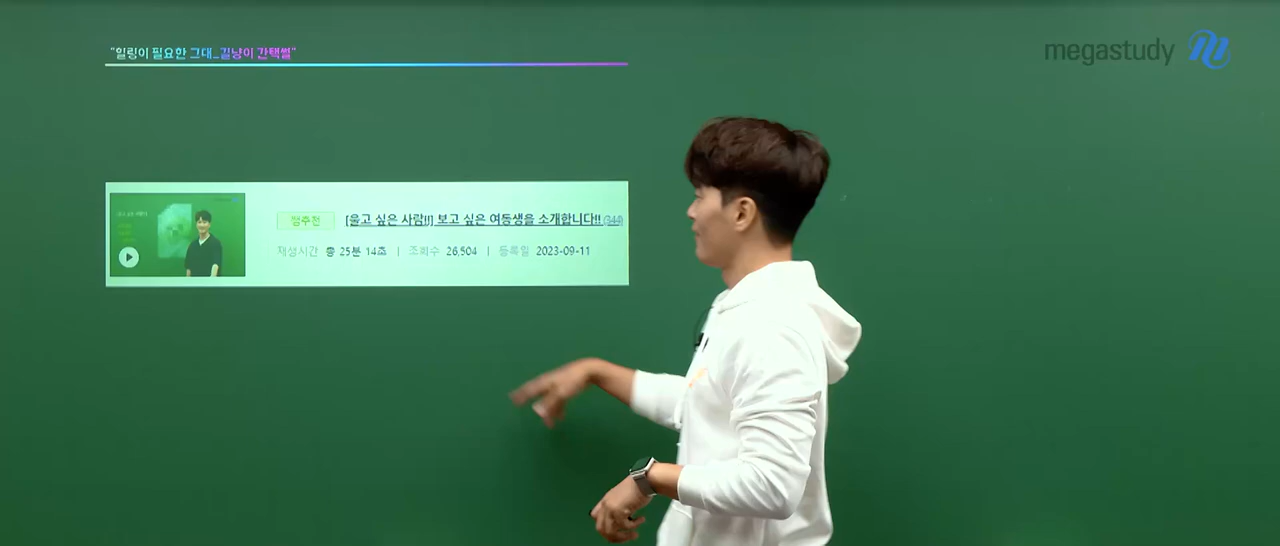 "힐링이 필요한 그대_길냥이 간택썰"
megastudy
쌩추천 [울고 싶은 사람!!] 보고 싶은 여동생을 소개합니다!! (344)
재생시간 총 25분 14초 | 조회수 26,504 | 등록일 2023-09-11